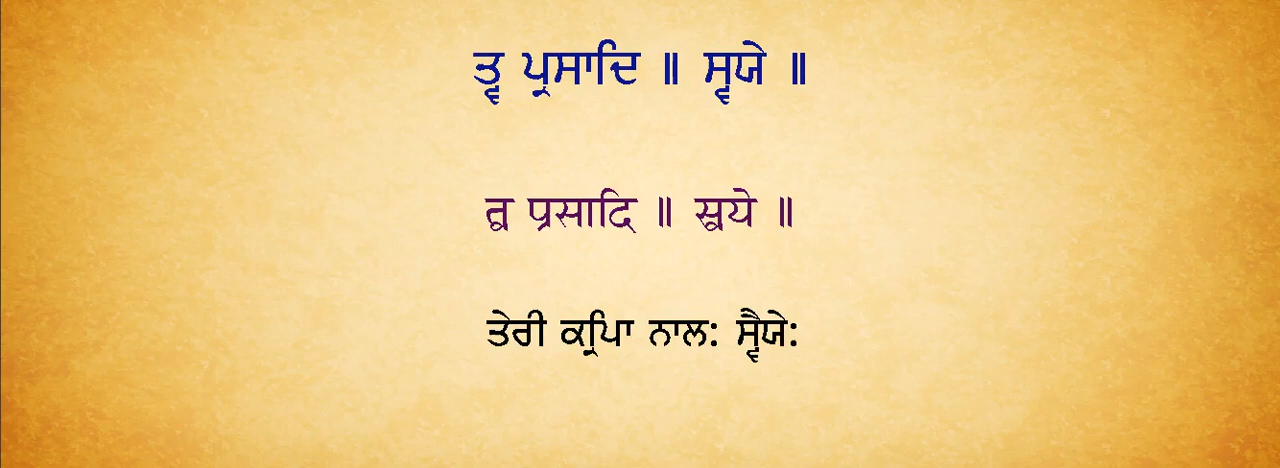 ਤ੍ਵ ਪ੍ਰਸਾਦਿ ॥ ਸ੍ਵਯੇ ॥
त्व प्रसादि ॥ स्वये ॥
ਤੇਰੀ ਕ੍ਰਿਪਾ ਨਾਲ: ਸ੍ਵੈਯੇ: